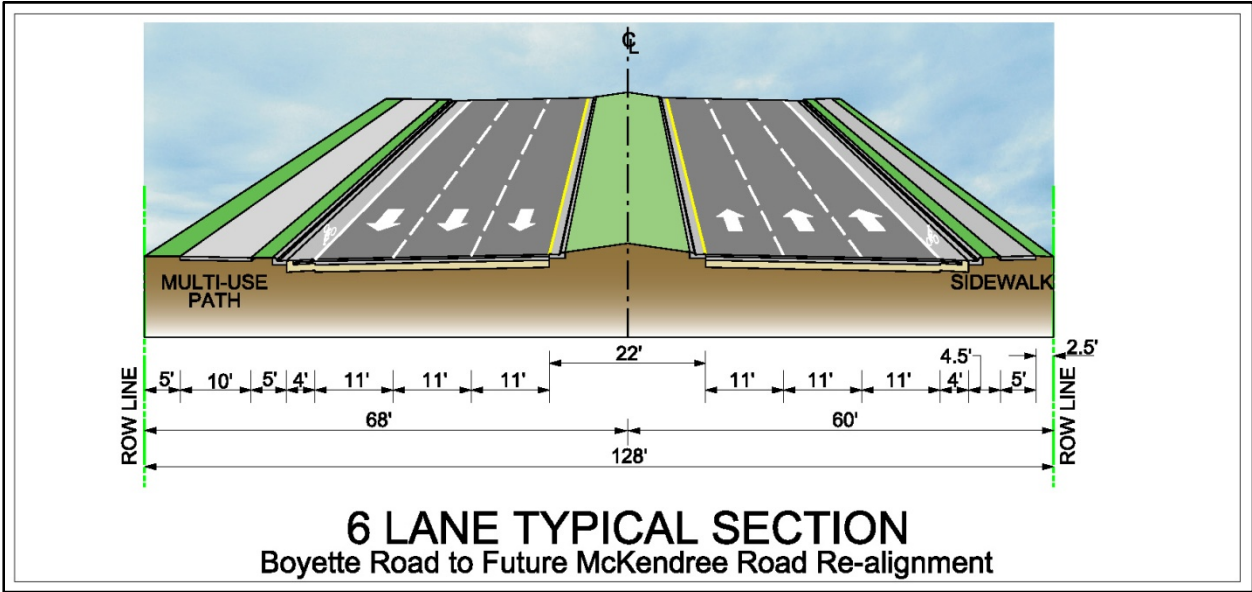 ℄
MULTI-USE
PATH
SIDEWALK
22'
4.5'
2.5'
5' 10' 5' 4' 11' 11' 11' 11' 11' 11' 4' 5'
ROW LINE
ROW LINE
68' 60'
128'
6 LANE TYPICAL SECTION
Boyette Road to Future McKendree Road Re-alignment